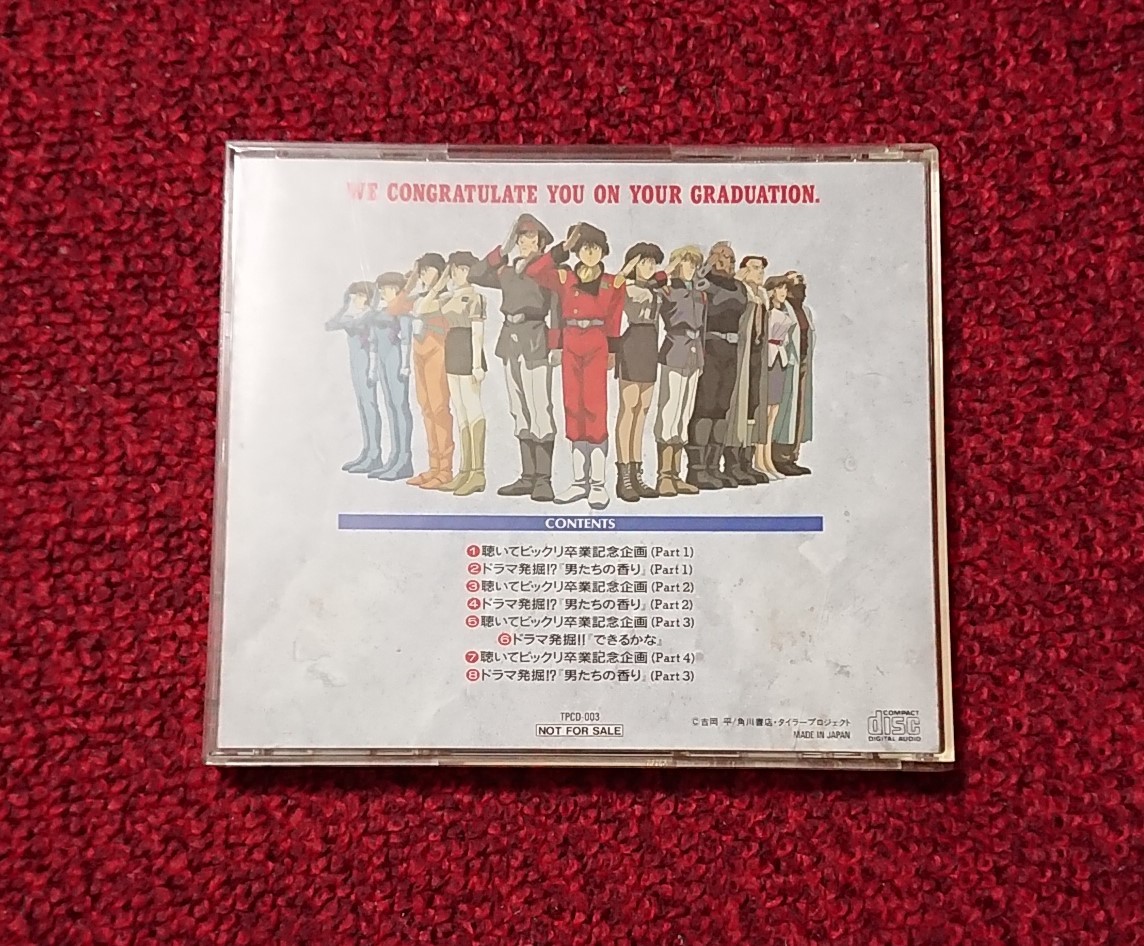 WE CONGRATULATE YOU ON YOUR GRADUATION.
CONTENTS
❶聴いてビックリ卒業記念企画 (Part 1)
❷ドラマ発掘!?『男たちの香り』(Part 1)
❸聴いてビックリ卒業記念企画 (Part 2)
❹ドラマ発掘!?『男たちの香り』(Part 2)
❺聴いてビックリ卒業記念企画 (Part 3)
❻ドラマ発掘!!『できるかな』
❼聴いてビックリ卒業記念企画 (Part 4)
❽ドラマ発掘!?『男たちの香り』(Part 3)
TPCD-003
NOT FOR SALE
©吉岡 平/角川書店・タイラープロジェクト
MADE IN JAPAN
COMPACT
disc
DIGITAL AUDIO